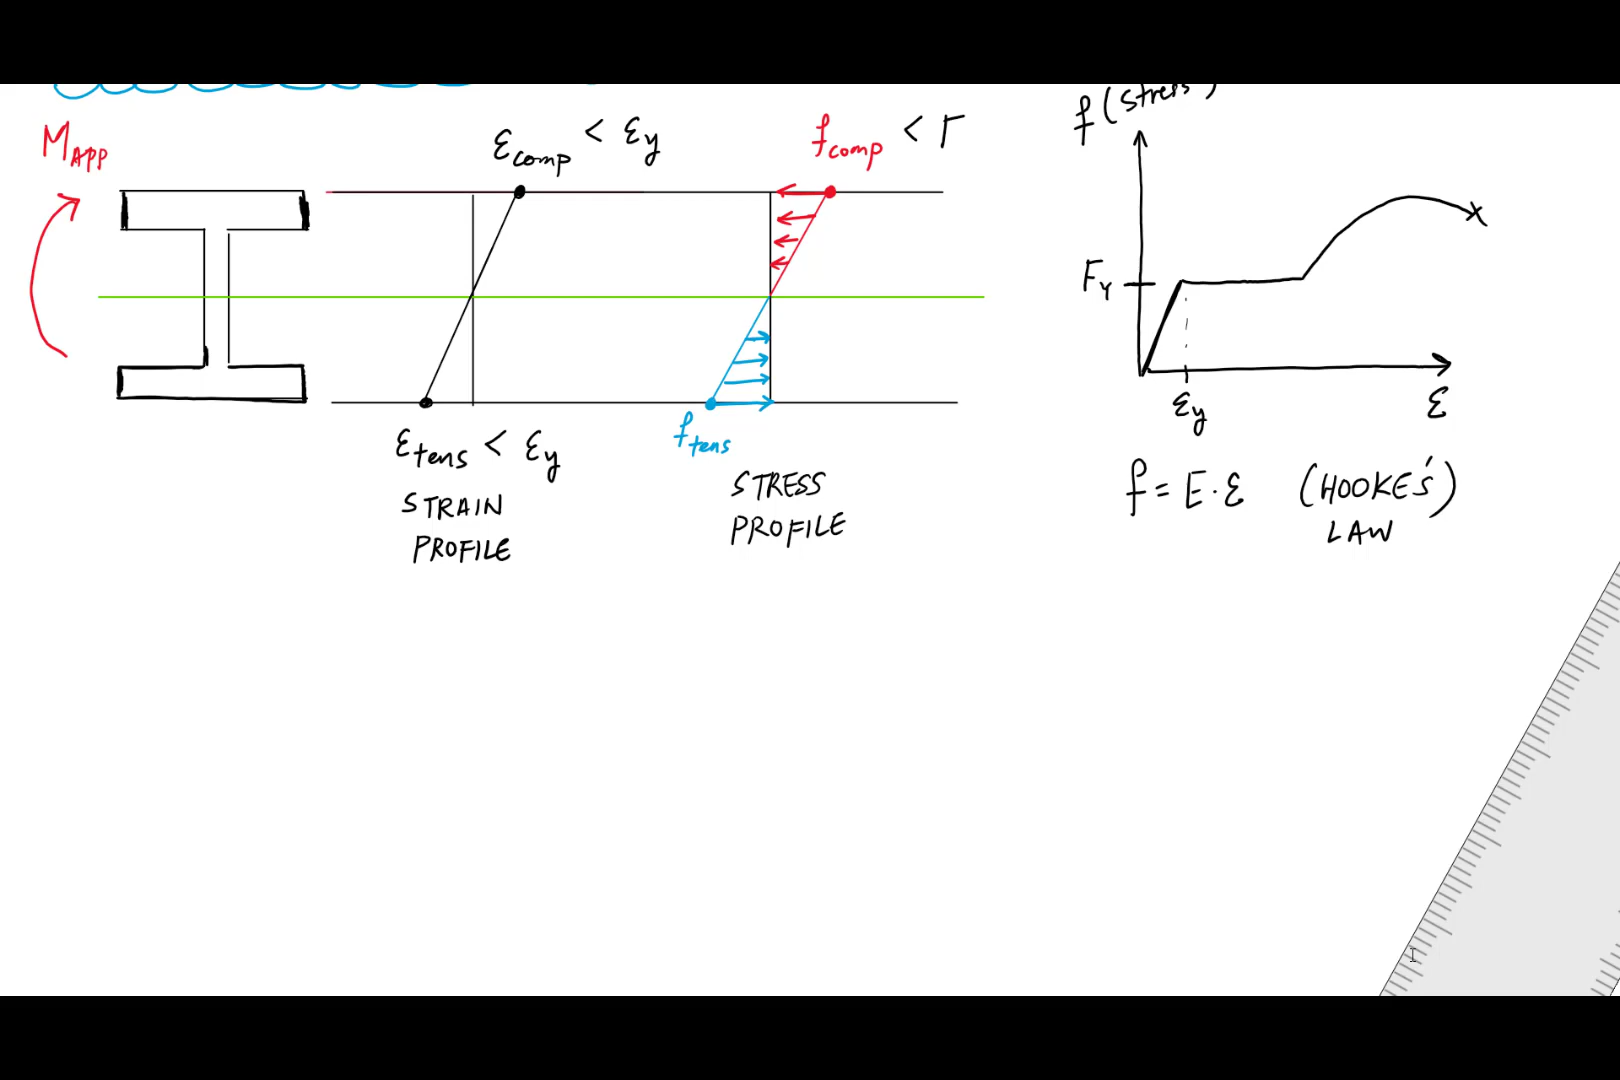 f (stress)
M_APP
ε_comp < ε_y
f_comp <
F_y
ε_y
ε
ε_tens < ε_y
f_tens
STRAIN
PROFILE
STRESS
PROFILE
f = E · ε (HOOKE'S)
LAW